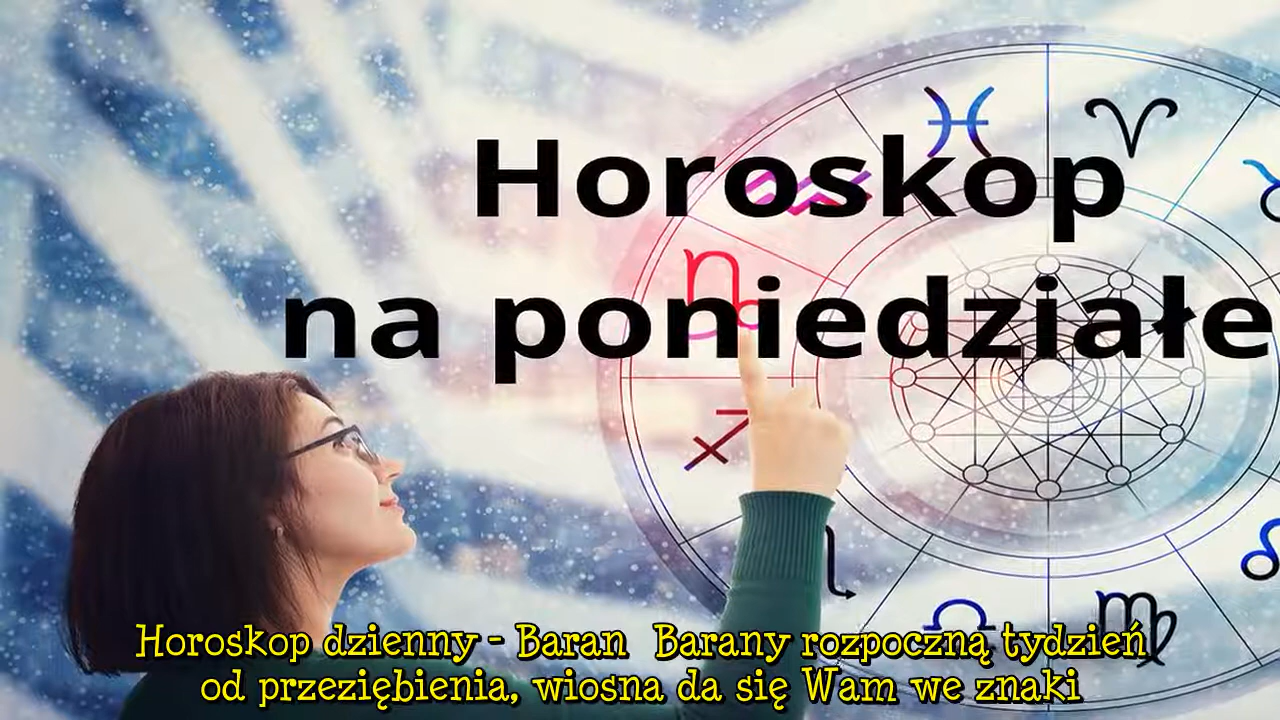 Horoskop
na poniedziałe
Horoskop dzienny - Baran Barany rozpoczną tydzień
od przeziębienia, wiosna da się Wam we znaki